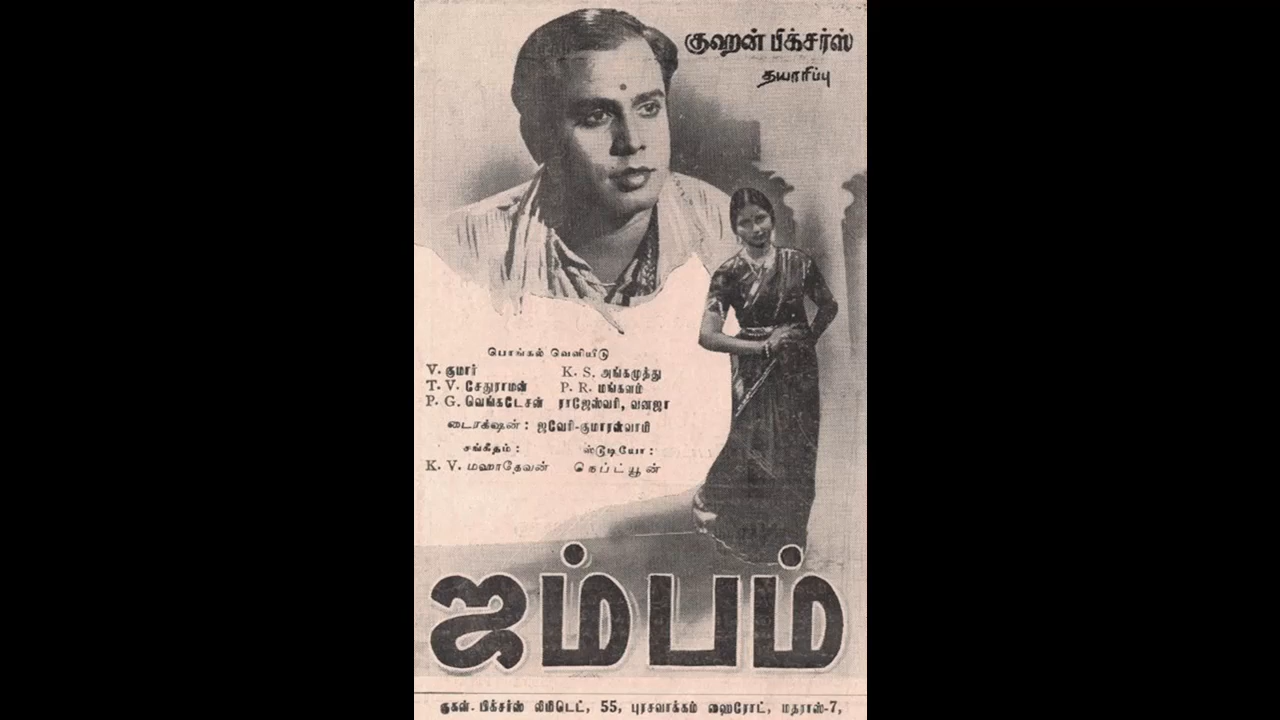 குஹன் பிக்சர்ஸ்
தயாரிப்பு
பொங்கல் வெளியீடு
V. குமார் K. S. அங்கமுத்து
T. V. சேதுராமன் P. R. மங்களம்
P. G. வெங்கடேசன் ராஜேஸ்வரி, வனஜா
டைரக்‌ஷன் : ஜவேரி-குமாரஸ்வாமி
சங்கீதம் : ஸ்டூடியோ :
K. V. மஹாதேவன் நெப்ட்யூன்
ஜம்பம்
குகன் பிக்சர்ஸ் லிமிடெட், 55, புரசவாக்கம் ஹைரோட், மதராஸ்-7,